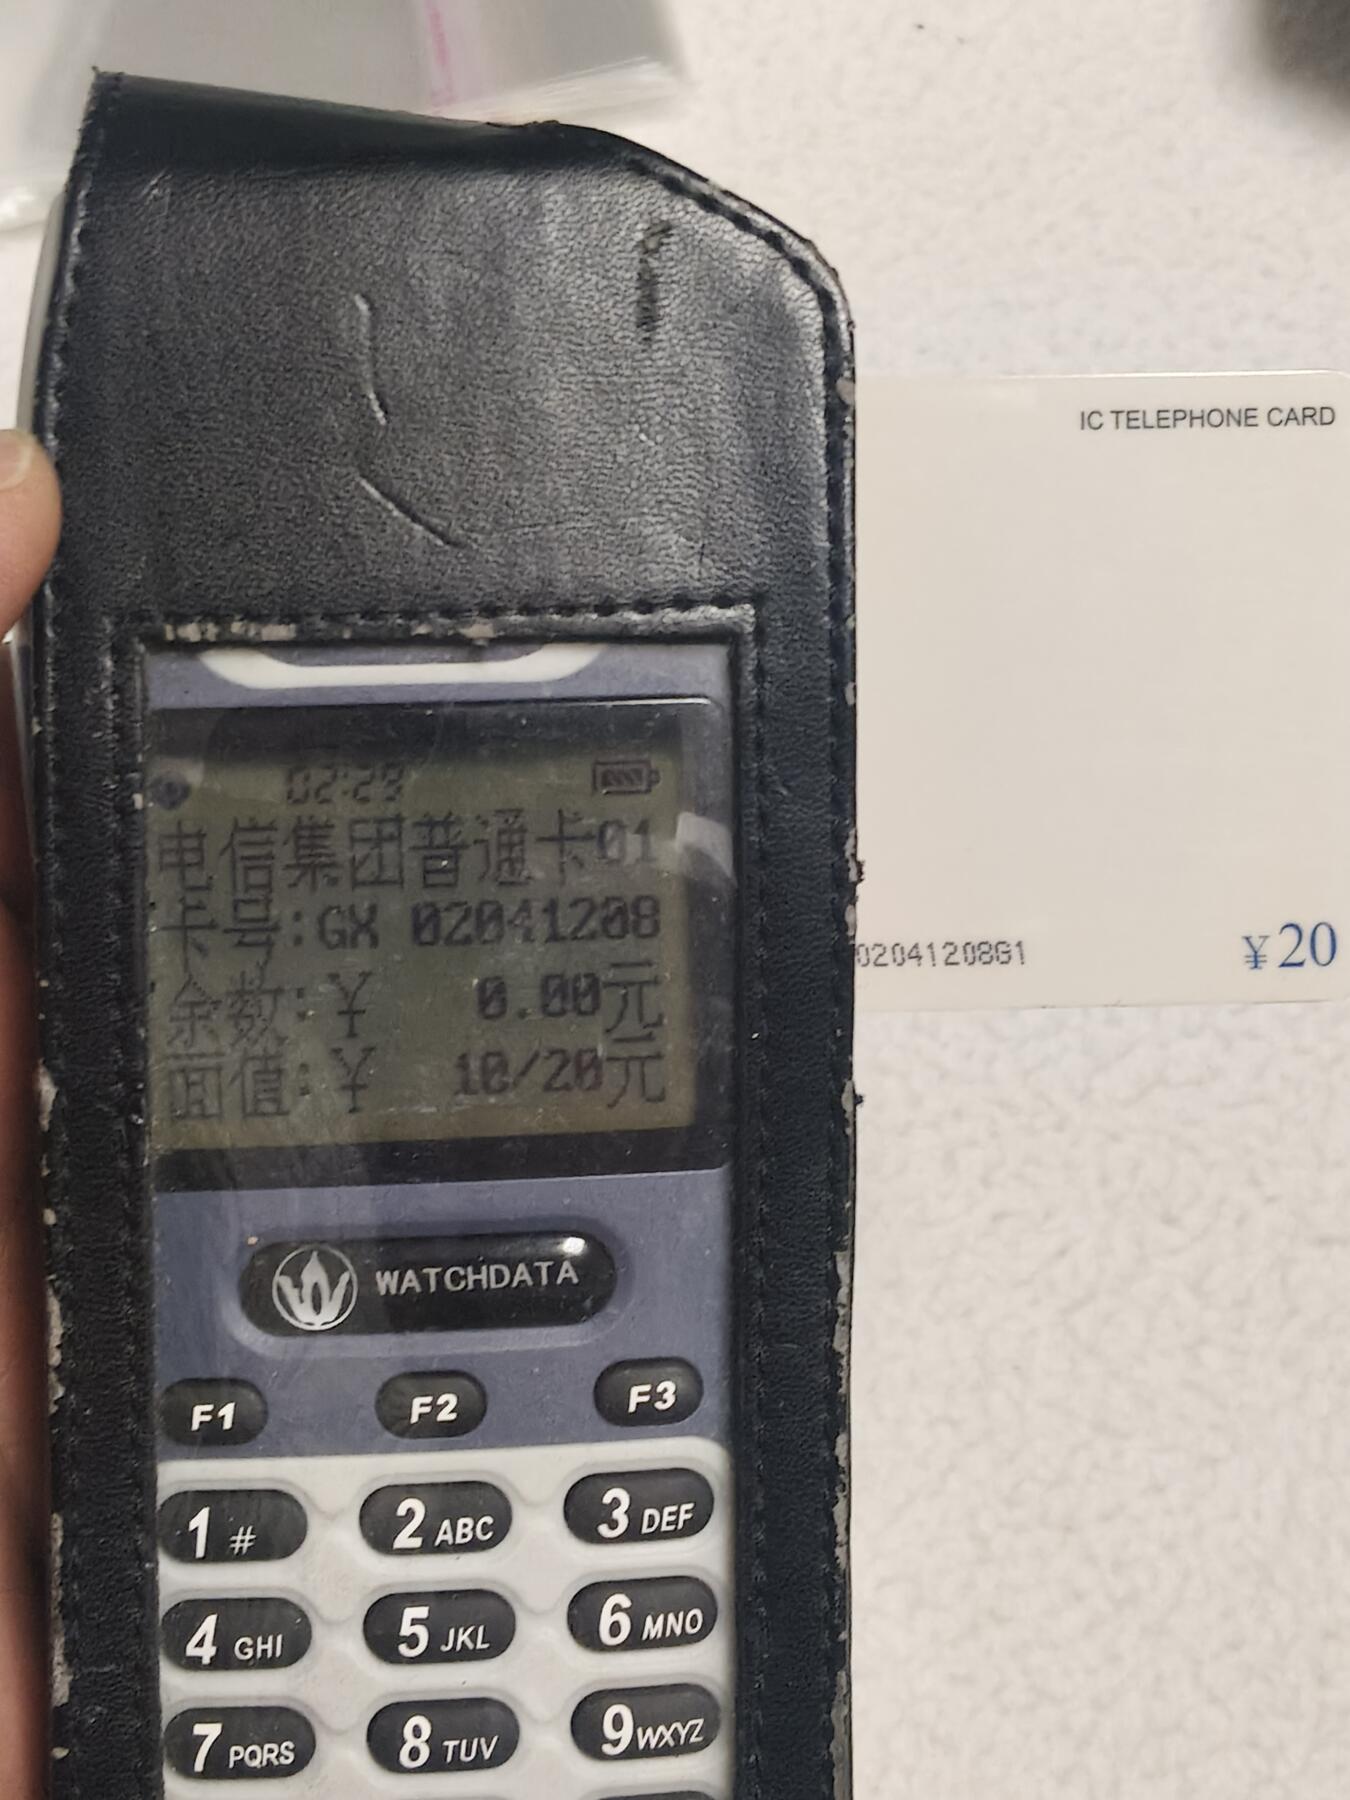 IC TELEPHONE CARD
02:29
电信集团普通卡01
卡号:GX 02041208
余数:¥ 0.00元
面值:¥ 10/20元
02041208G1
¥20
WATCHDATA
F1 F2 F3
1 # 2 ABC 3 DEF
4 GHI 5 JKL 6 MNO
7 PQRS 8 TUV 9 WXYZ